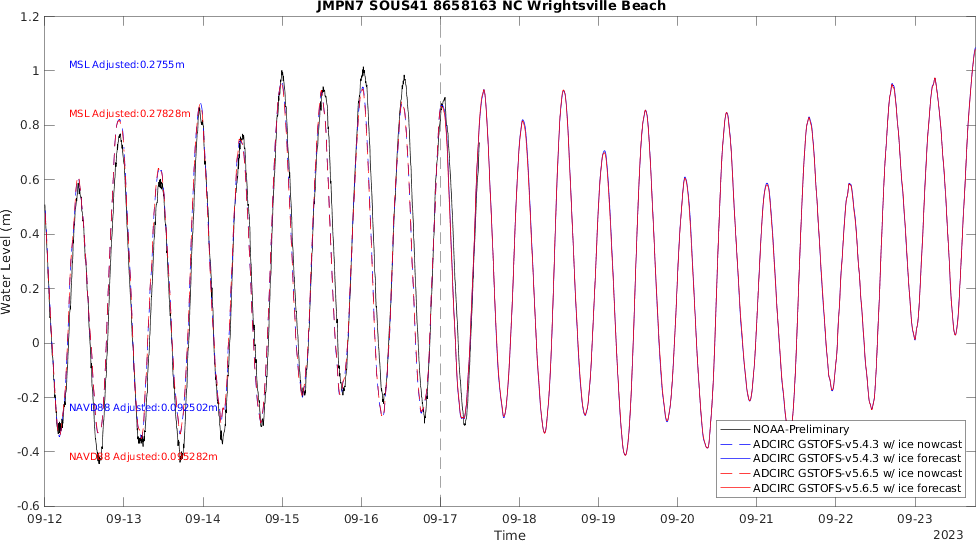 JMPN7 SOUS41 8658163 NC Wrightsville Beach
Water Level (m)
1.2
1
0.8
0.6
0.4
0.2
0
-0.2
-0.4
-0.6
MSL Adjusted:0.2755m
MSL Adjusted:0.27828m
NAVD88 Adjusted:0.092502m
NAVD88 Adjusted:0.095282m
NOAA-Preliminary
ADCIRC GSTOFS-v5.4.3 w/ ice nowcast
ADCIRC GSTOFS-v5.4.3 w/ ice forecast
ADCIRC GSTOFS-v5.6.5 w/ ice nowcast
ADCIRC GSTOFS-v5.6.5 w/ ice forecast
09-12 09-13 09-14 09-15 09-16 09-17 09-18 09-19 09-20 09-21 09-22 09-23
Time
2023